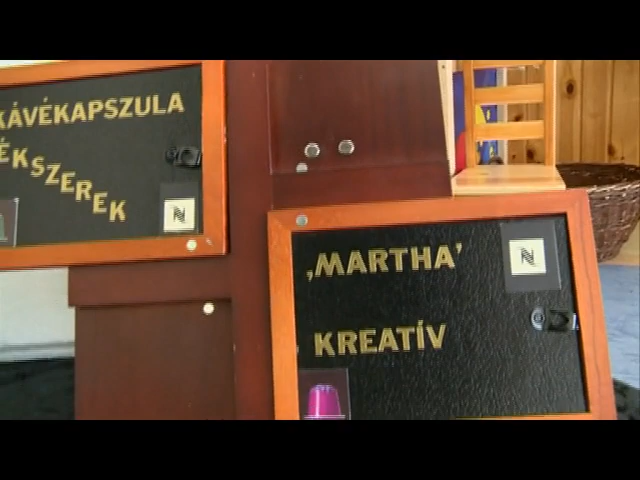 KÁVÉKAPSZULA
ÉKSZEREK
N
‚MARTHA’
N
KREATÍV